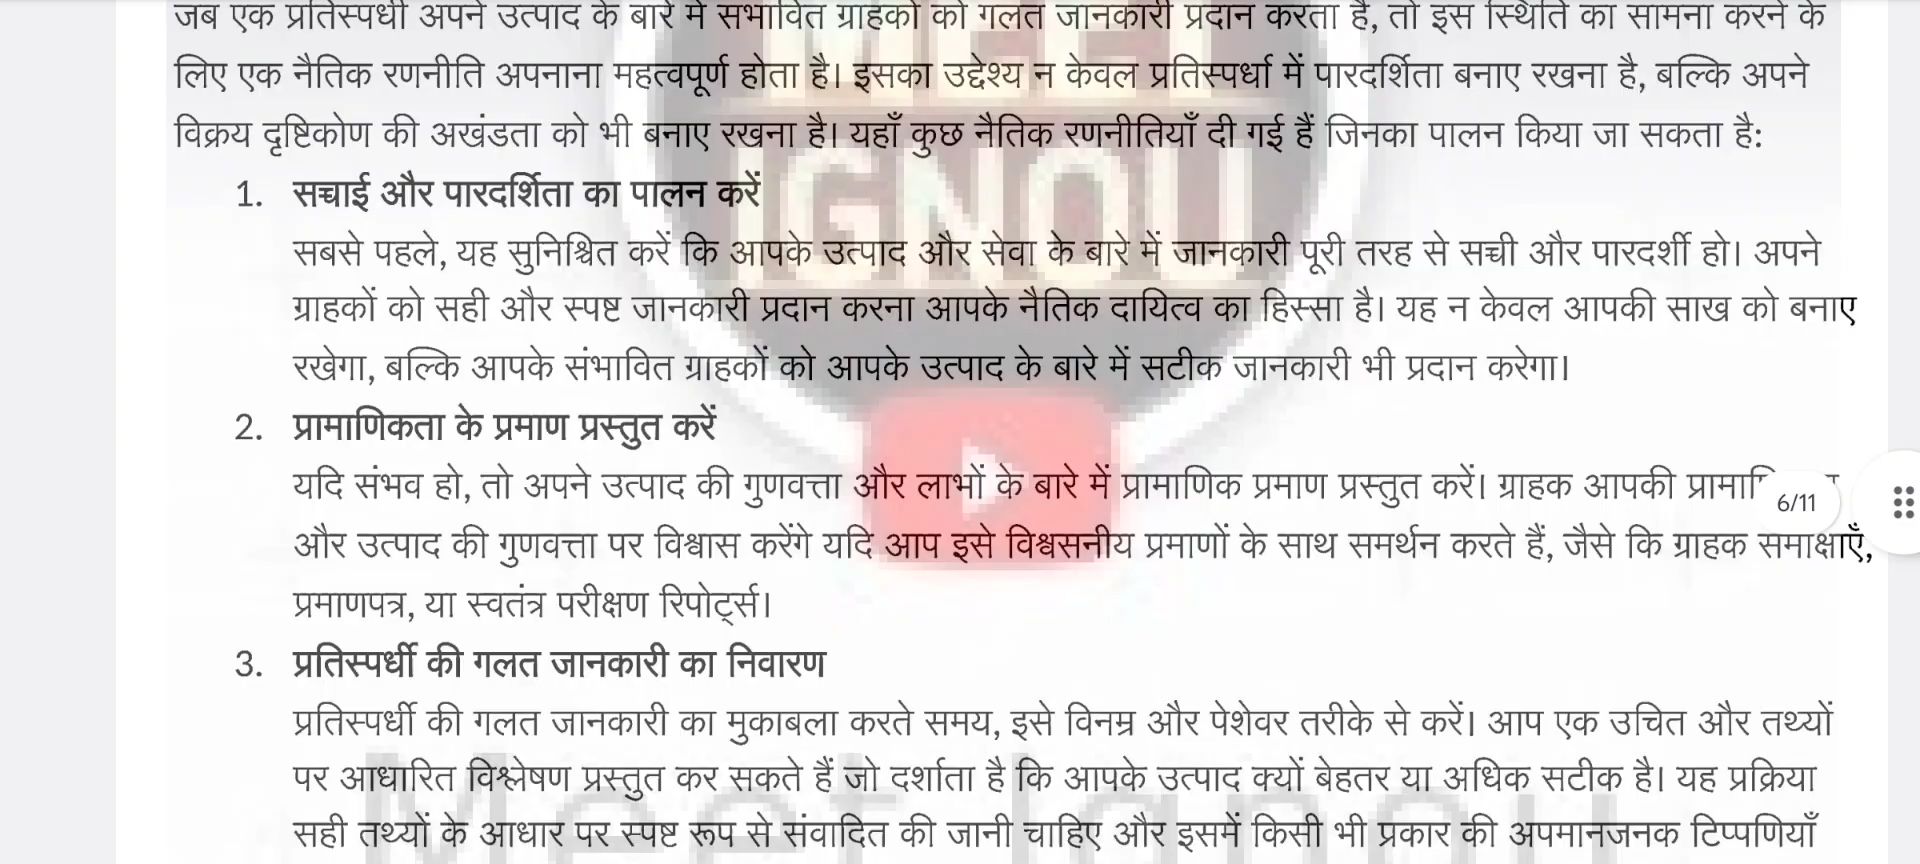 जब एक प्रतिस्पर्धी अपने उत्पाद के बारे में संभावित ग्राहकों को गलत जानकारी प्रदान करता है, तो इस स्थिति का सामना करने के
लिए एक नैतिक रणनीति अपनाना महत्वपूर्ण होता है। इसका उद्देश्य न केवल प्रतिस्पर्धा में पारदर्शिता बनाए रखना है, बल्कि अपने
विक्रय दृष्टिकोण की अखंडता को भी बनाए रखना है। यहाँ कुछ नैतिक रणनीतियाँ दी गई हैं जिनका पालन किया जा सकता है:
1. सच्चाई और पारदर्शिता का पालन करें
सबसे पहले, यह सुनिश्चित करें कि आपके उत्पाद और सेवा के बारे में जानकारी पूरी तरह से सच्ची और पारदर्शी हो। अपने
ग्राहकों को सही और स्पष्ट जानकारी प्रदान करना आपके नैतिक दायित्व का हिस्सा है। यह न केवल आपकी साख को बनाए
रखेगा, बल्कि आपके संभावित ग्राहकों को आपके उत्पाद के बारे में सटीक जानकारी भी प्रदान करेगा।
2. प्रामाणिकता के प्रमाण प्रस्तुत करें
यदि संभव हो, तो अपने उत्पाद की गुणवत्ता और लाभों के बारे में प्रामाणिक प्रमाण प्रस्तुत करें। ग्राहक आपकी
6/11
और उत्पाद की गुणवत्ता पर विश्वास करेंगे यदि आप इसे विश्वसनीय प्रमाणों के साथ समर्थन करते हैं, जैसे कि ग्राहक समाक्षाएँ,
प्रमाणपत्र, या स्वतंत्र परीक्षण रिपोर्ट्स।
3. प्रतिस्पर्धी की गलत जानकारी का निवारण
प्रतिस्पर्धी की गलत जानकारी का मुकाबला करते समय, इसे विनम्र और पेशेवर तरीके से करें। आप एक उचित और तथ्यों
पर आधारित विश्लेषण प्रस्तुत कर सकते हैं जो दर्शाता है कि आपके उत्पाद क्यों बेहतर या अधिक सटीक है। यह प्रक्रिया
सही तथ्यों के आधार पर स्पष्ट रूप से संवादित की जानी चाहिए और इसमें किसी भी प्रकार की अपमानजनक टिप्पणियाँ
MEET
IGNOU
Meet Ignou